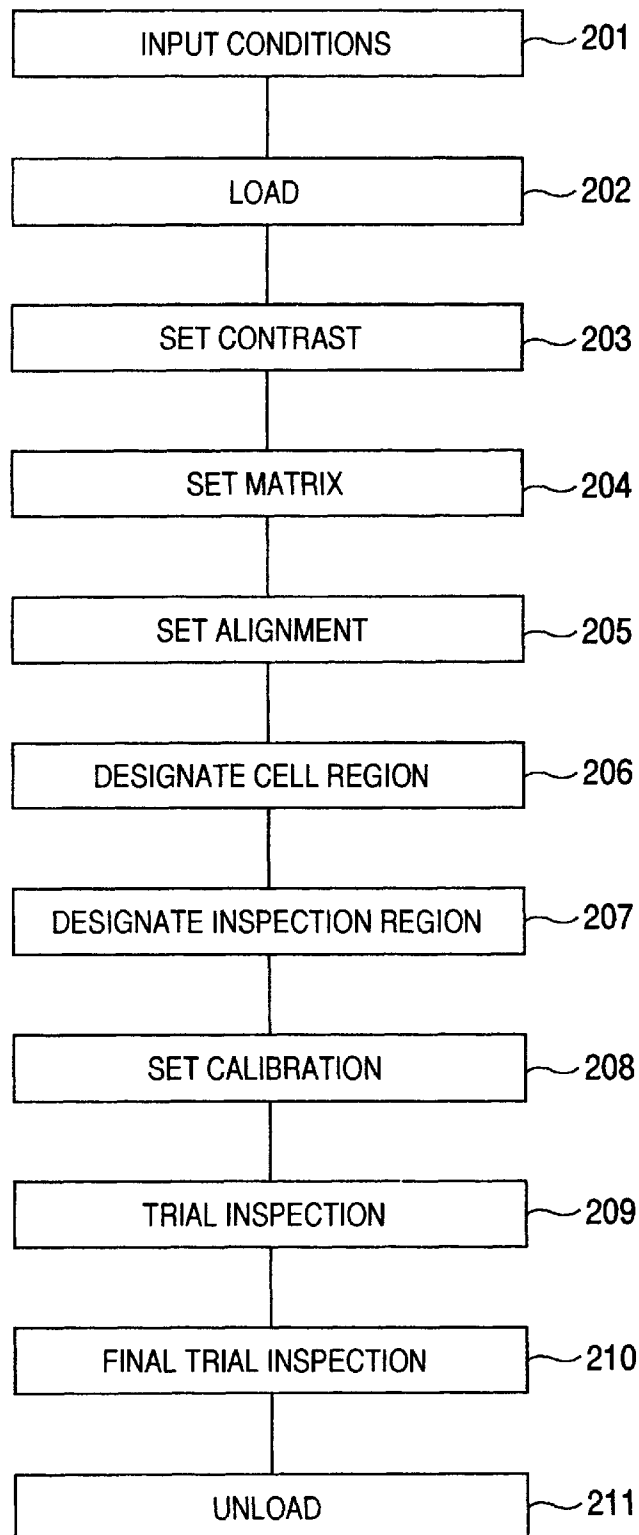 INPUT CONDITIONS 201
LOAD 202
SET CONTRAST 203
SET MATRIX 204
SET ALIGNMENT 205
DESIGNATE CELL REGION 206
DESIGNATE INSPECTION REGION 207
SET CALIBRATION 208
TRIAL INSPECTION 209
FINAL TRIAL INSPECTION 210
UNLOAD 211